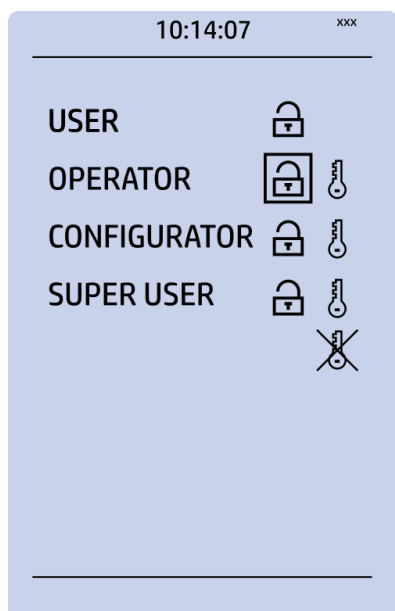 10:14:07 xxx
USER
OPERATOR
CONFIGURATOR
SUPER USER